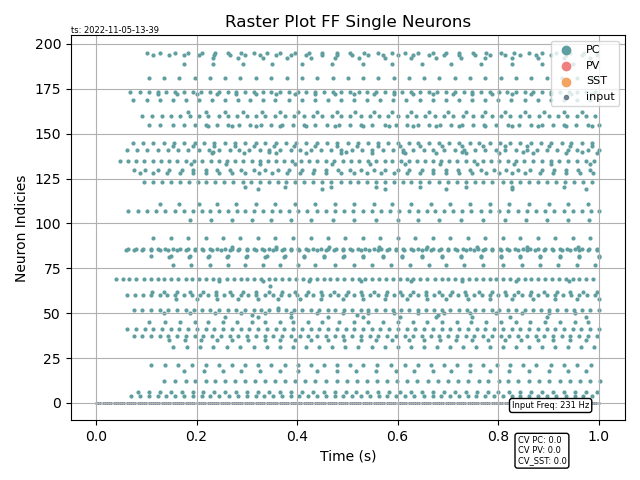 Raster Plot FF Single Neurons
ts: 2022-11-05-13-39
PC
PV
SST
input
200
175
150
125
100
75
50
25
0
Neuron Indicies
Input Freq: 231 Hz
0.0 0.2 0.4 0.6 0.8 1.0
Time (s)
CV PC: 0.0
CV PV: 0.0
CV_SST: 0.0